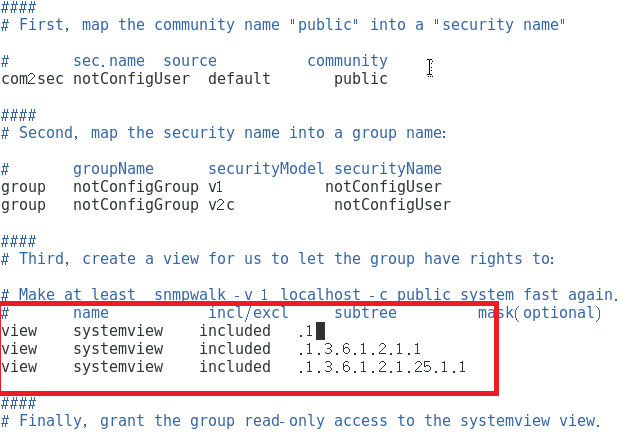 ####
# First, map the community name "public" into a "security name"
#       sec.name  source          community
com2sec notConfigUser  default       public
####
# Second, map the security name into a group name:
#       groupName      securityModel securityName
group   notConfigGroup v1           notConfigUser
group   notConfigGroup v2c           notConfigUser
####
# Third, create a view for us to let the group have rights to:
# Make at least  snmpwalk -v 1 localhost -c public system fast again.
#       name           incl/excl     subtree         mask(optional)
view    systemview    included   .1
view    systemview    included   .1.3.6.1.2.1.1
view    systemview    included   .1.3.6.1.2.1.25.1.1
####
# Finally, grant the group read-only access to the systemview view.